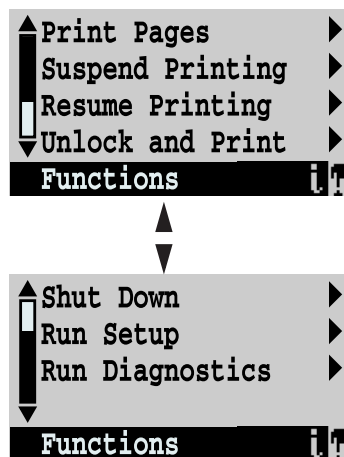 Print Pages
Suspend Printing
Resume Printing
Unlock and Print
Functions
Shut Down
Run Setup
Run Diagnostics
Functions